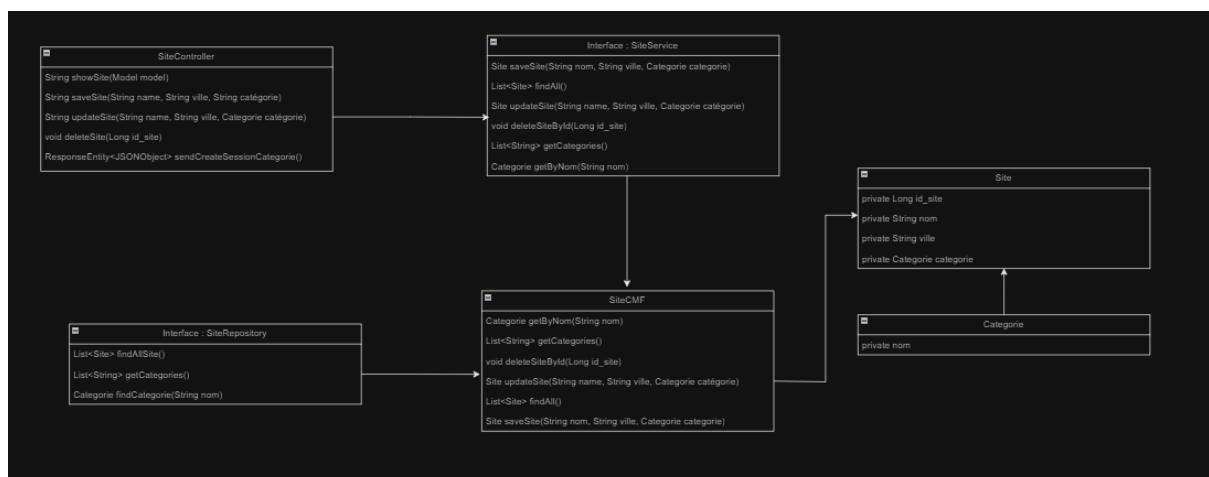 SiteController
String showSite(Model model)
String saveSite(String name, String ville, String catégorie)
String updateSite(String name, String ville, Categorie catégorie)
void deleteSite(Long id_site)
ResponseEntity<JSONObject> sendCreateSessionCategorie()
Interface : SiteService
Site saveSite(String nom, String ville, Categorie categorie)
List<Site> findAll()
Site updateSite(String name, String ville, Categorie catégorie)
void deleteSiteById(Long id_site)
List<String> getCategories()
Categorie getByNom(String nom)
Site
private Long id_site
private String nom
private String ville
private Categorie categorie
Interface : SiteRepository
List<Site> findAllSite()
List<String> getCategories()
Categorie findCategorie(String nom)
SiteCMF
Categorie getByNom(String nom)
List<String> getCategories()
void deleteSiteById(Long id_site)
Site updateSite(String name, String ville, Categorie catégorie)
List<Site> findAll()
Site saveSite(String nom, String ville, Categorie categorie)
Categorie
private nom